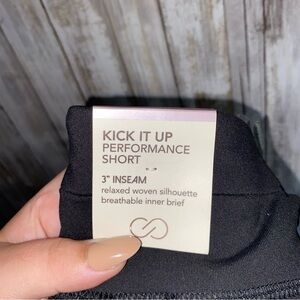 KICK IT UP
PERFORMANCE
SHORT
3" INSEAM
relaxed woven silhouette
breathable inner brief